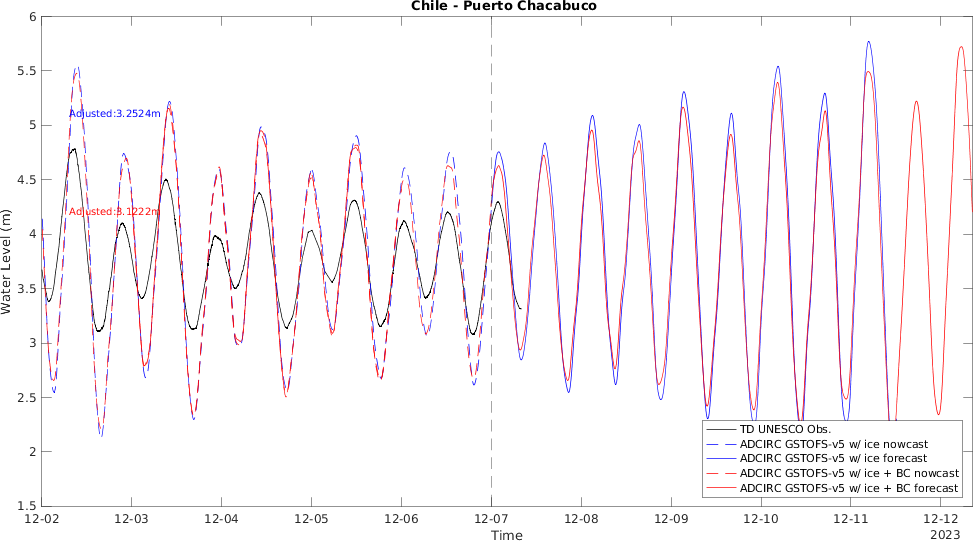 Chile - Puerto Chacabuco
6
5.5
5
4.5
4
3.5
3
2.5
2
1.5
Water Level (m)
Adjusted:3.2524m
Adjusted:3.1222m
TD UNESCO Obs.
ADCIRC GSTOFS-v5 w/ ice nowcast
ADCIRC GSTOFS-v5 w/ ice forecast
ADCIRC GSTOFS-v5 w/ ice + BC nowcast
ADCIRC GSTOFS-v5 w/ ice + BC forecast
12-02 12-03 12-04 12-05 12-06 12-07 12-08 12-09 12-10 12-11 12-12
2023
Time